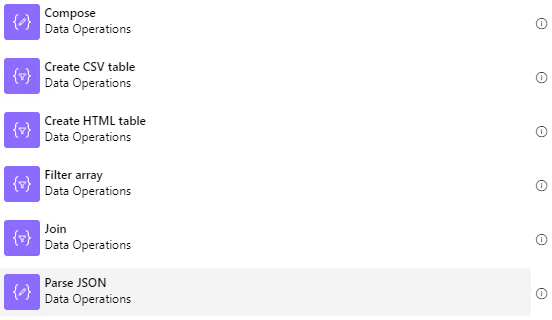 Compose
Data Operations
Create CSV table
Data Operations
Create HTML table
Data Operations
Filter array
Data Operations
Join
Data Operations
Parse JSON
Data Operations